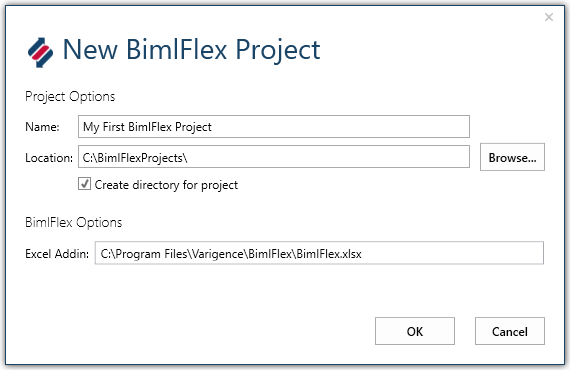 New BimlFlex Project
Project Options
Name: My First BimlFlex Project
Location: C:\BimlFlexProjects\ Browse...
Create directory for project
BimlFlex Options
Excel Addin: C:\Program Files\Varigence\BimlFlex\BimlFlex.xlsx
OK Cancel